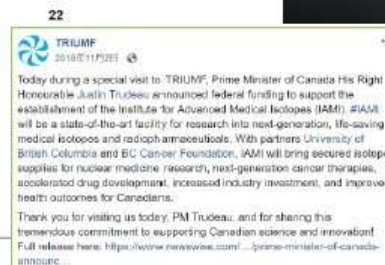 22
TRIUMF
2018年11月2日
Today during a special visit to TRIUMF, Prime Minister of Canada His Right
Honourable Justin Trudeau announced federal funding to support the
establishment of the Institute for Advanced Medical Isotopes (IAMI). #IAMI
will be a state-of-the-art facility for research into next-generation, life-saving
medical isotopes and radiopharmaceuticals. With partners University of
British Columbia and BC Cancer Foundation, IAMI will bring secured isotope
supplies for nuclear medicine research, next-generation cancer therapies,
accelerated drug development, increased industry investment, and improve
health outcomes for Canadians.
Thank you for visiting us today, PM Trudeau, and for sharing this
tremendous commitment to supporting Canadian science and innovation!
Full release here: https://www.newswise.com/.../prime-minister-of-canada-
announc...